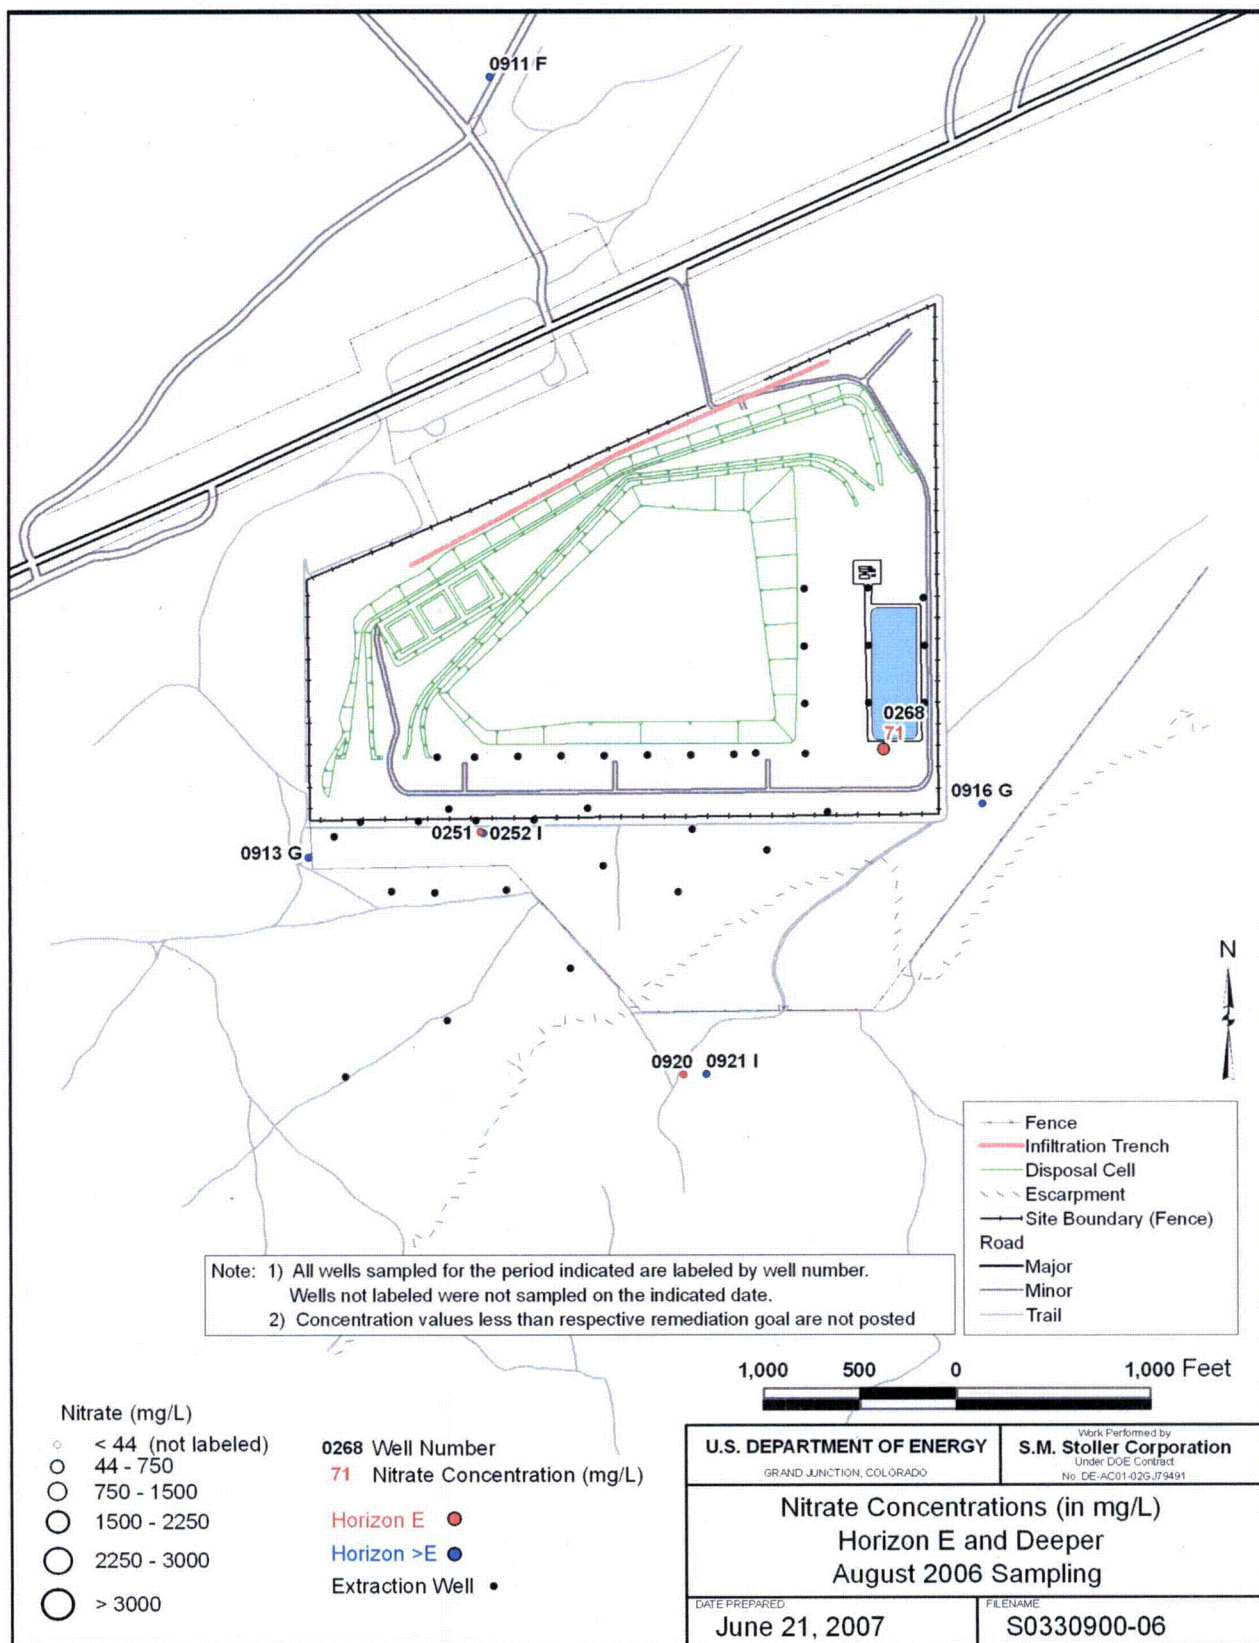 0911 F
0268
71
0916 G
0251 0252 I
0913 G
N
0920 0921 I
Fence
Infiltration Trench
Disposal Cell
Escarpment
Site Boundary (Fence)
Road
Major
Minor
Trail
Note: 1) All wells sampled for the period indicated are labeled by well number.
Wells not labeled were not sampled on the indicated date.
2) Concentration values less than respective remediation goal are not posted
1,000 500 0 1,000 Feet
Nitrate (mg/L)
< 44 (not labeled)
44 - 750
750 - 1500
1500 - 2250
2250 - 3000
> 3000
0268 Well Number
71 Nitrate Concentration (mg/L)
Horizon E
Horizon >E
Extraction Well
U.S. DEPARTMENT OF ENERGY
GRAND JUNCTION, COLORADO
Work Performed by
S.M. Stoller Corporation
Under DOE Contract
No. DE-AC01-02GJ79491
Nitrate Concentrations (in mg/L)
Horizon E and Deeper
August 2006 Sampling
DATE PREPARED
June 21, 2007
FILENAME
S0330900-06